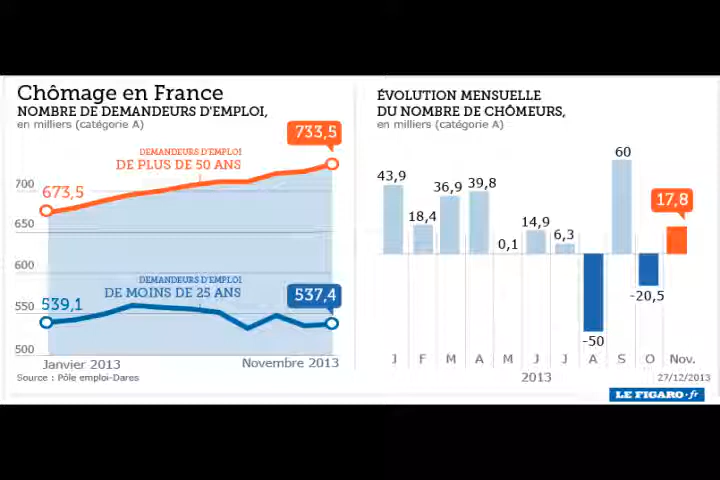 Chômage en France
NOMBRE DE DEMANDEURS D'EMPLOI,
en milliers (catégorie A)
733,5
DEMANDEURS D'EMPLOI
DE PLUS DE 50 ANS
700
673,5
650
600
DEMANDEURS D'EMPLOI
DE MOINS DE 25 ANS
537,4
539,1
550
500
Janvier 2013
Novembre 2013
Source : Pôle emploi-Dares
ÉVOLUTION MENSUELLE
DU NOMBRE DE CHÔMEURS,
en milliers (catégorie A)
43,9
18,4
36,9
39,8
0,1
14,9
6,3
-50
60
-20,5
17,8
J F M A M J J A S O Nov.
2013
27/12/2013
LE FIGARO·fr